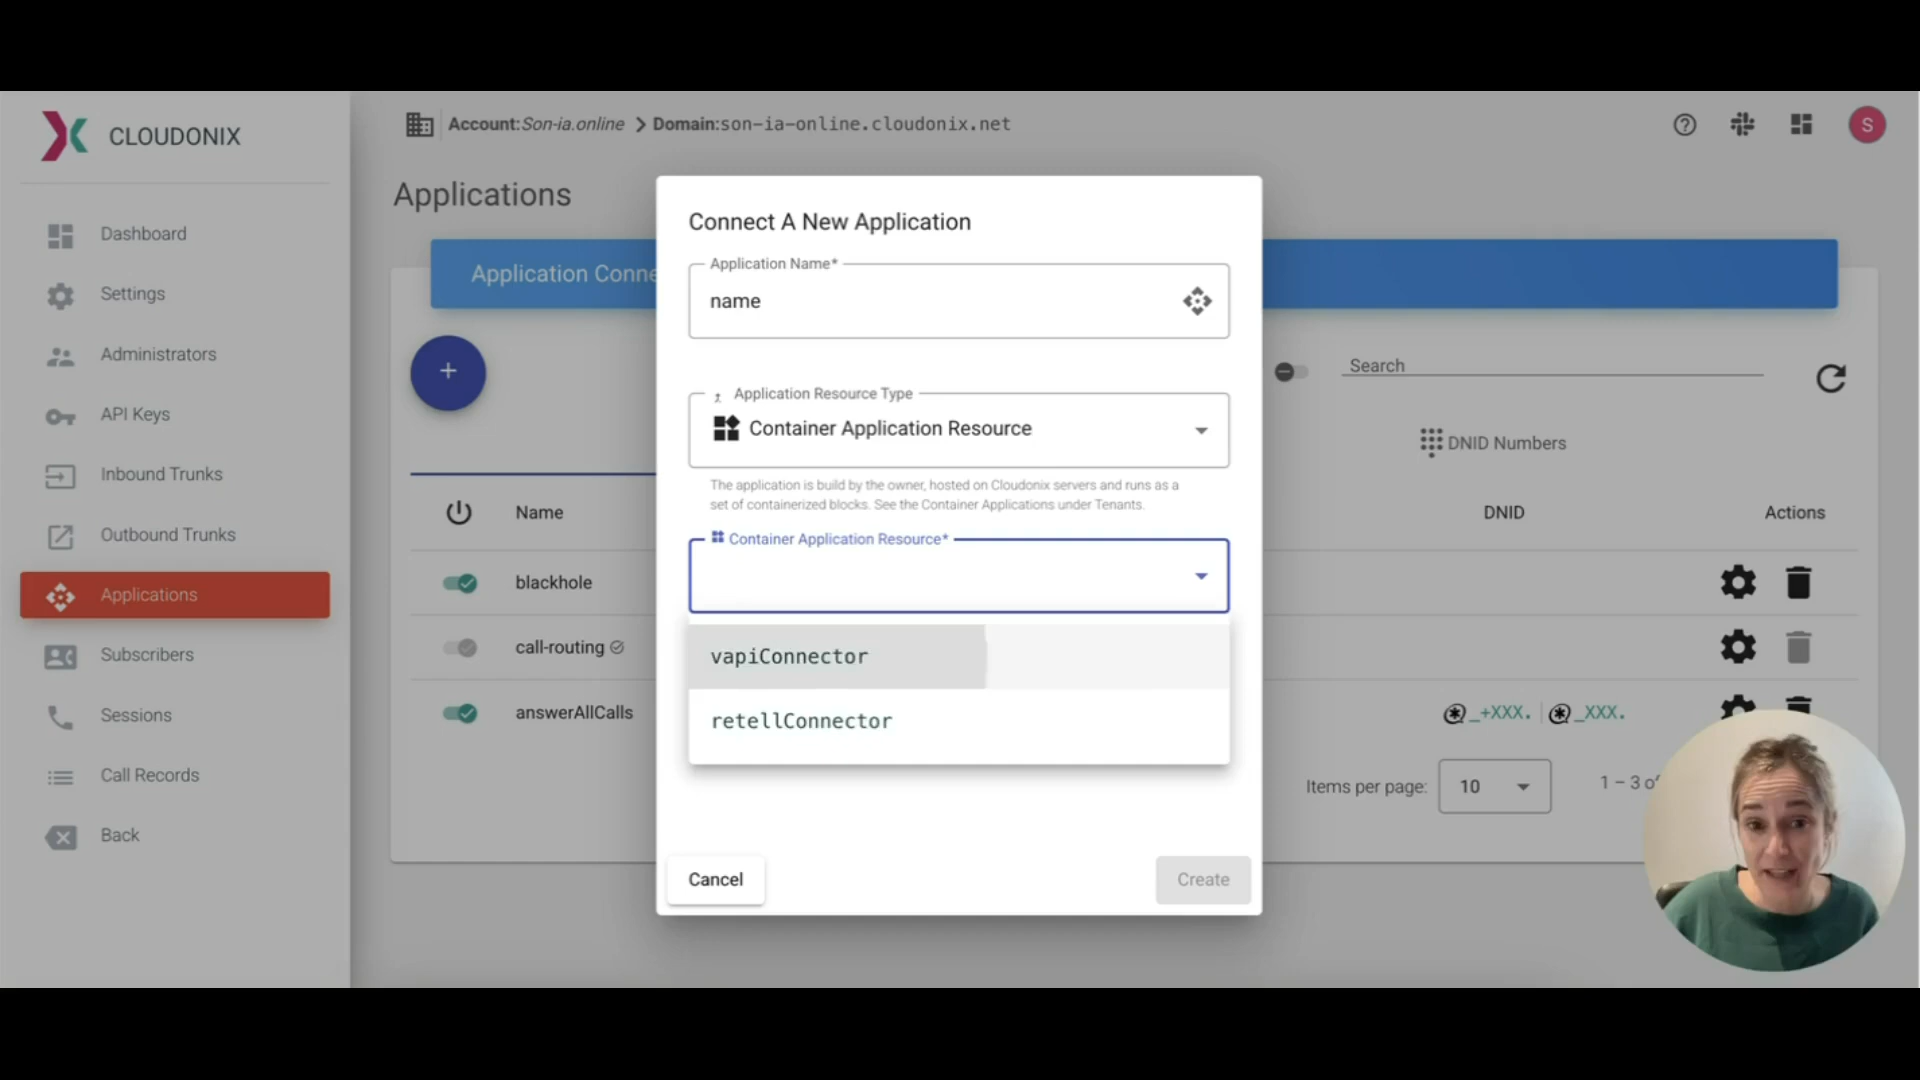 CLOUDONIX
Account:Son-ia.online > Domain:son-ia-online.cloudonix.net
S
Dashboard
Settings
Administrators
API Keys
Inbound Trunks
Outbound Trunks
Applications
Subscribers
Sessions
Call Records
Back
Applications
Application Conne
+
Search
DNID Numbers
Name
DNID
Actions
blackhole
call-routing
answerAllCalls
_+XXX. | _XXX.
Items per page: 10
1 – 3 of
Connect A New Application
Application Name*
name
Application Resource Type
Container Application Resource
The application is build by the owner, hosted on Cloudonix servers and runs as a
set of containerized blocks. See the Container Applications under Tenants.
Container Application Resource*
vapiConnector
retellConnector
Cancel
Create